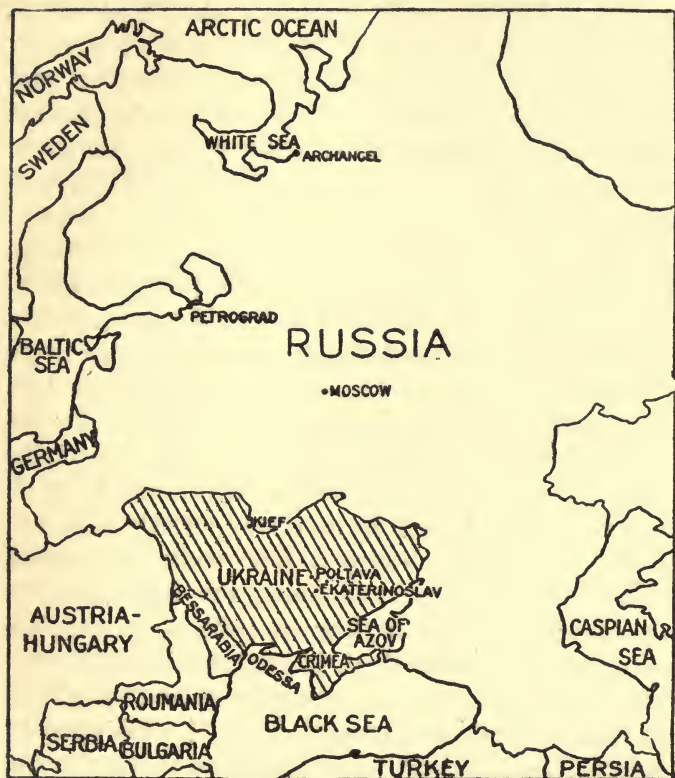 ARCTIC OCEAN
NORWAY
SWEDEN
WHITE SEA
ARCHANGEL
PETROGRAD
RUSSIA
BALTIC
SEA
MOSCOW
GERMANY
KIEF
UKRAINE
POLTAVA
EKATERINOSLAV
BESSARABIA
AUSTRIA-
HUNGARY
SEA OF
AZOV
CASPIAN
SEA
ODESSA
CRIMEA
ROUMANIA
BLACK SEA
SERBIA
BULGARIA
TURKEY
PERSIA